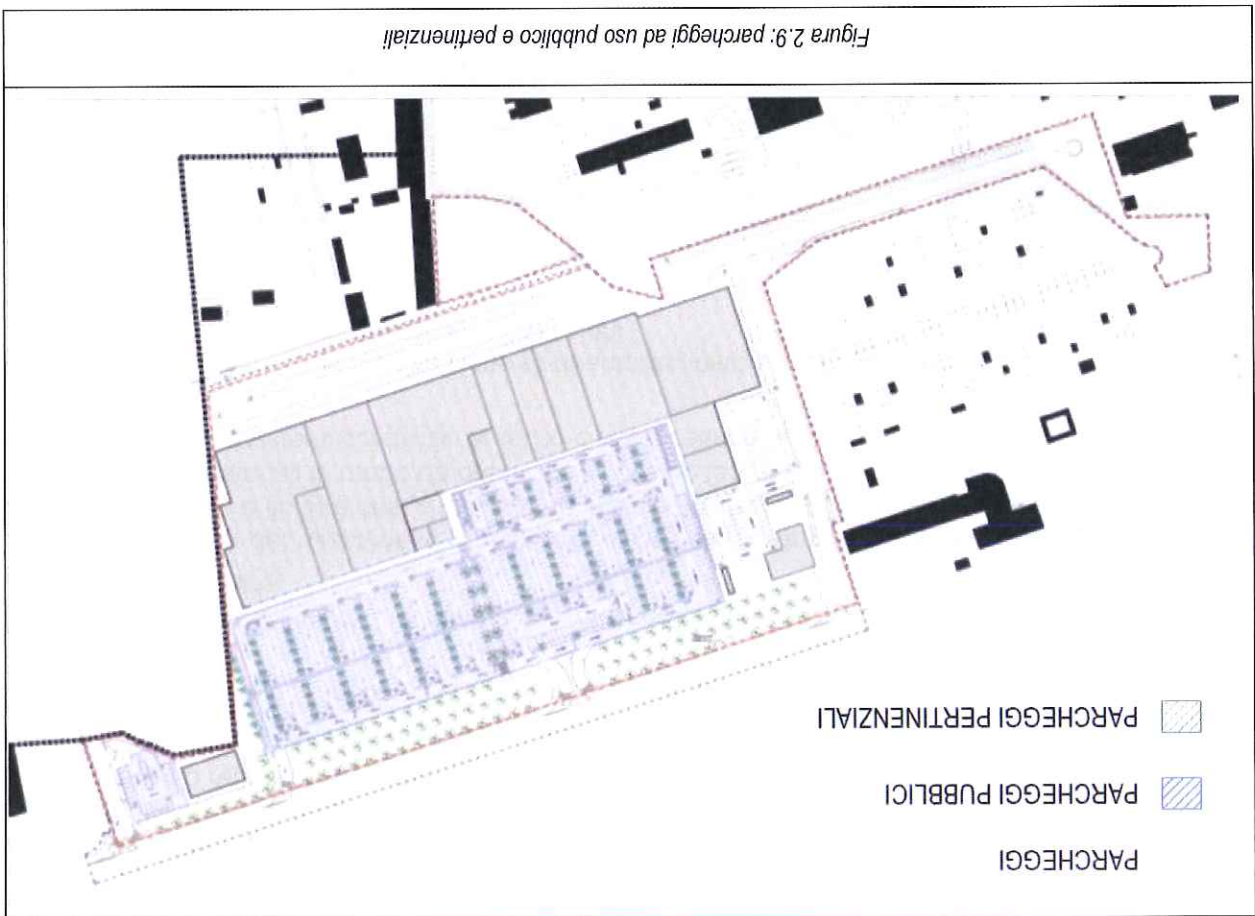 PARCHEGGI
PARCHEGGI PUBBLICI
PARCHEGGI PERTINENZIALI
Figura 2.9: parcheggi ad uso pubblico e pertinenziali